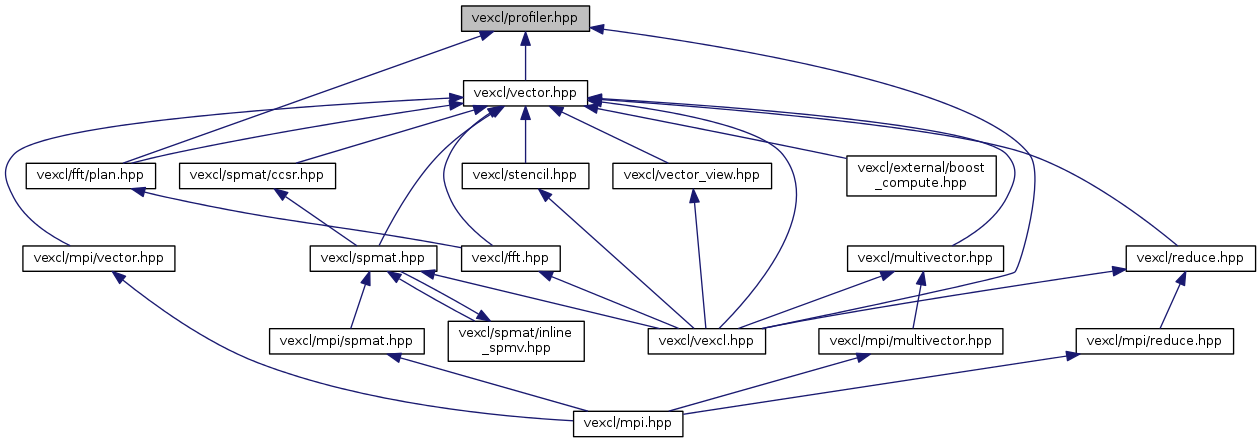 vexcl/profiler.hpp
vexcl/vector.hpp
vexcl/fft/plan.hpp
vexcl/spmat/ccsr.hpp
vexcl/stencil.hpp
vexcl/vector_view.hpp
vexcl/external/boost
_compute.hpp
vexcl/mpi/vector.hpp
vexcl/spmat.hpp
vexcl/fft.hpp
vexcl/multivector.hpp
vexcl/reduce.hpp
vexcl/mpi/spmat.hpp
vexcl/spmat/inline
_spmv.hpp
vexcl/vexcl.hpp
vexcl/mpi/multivector.hpp
vexcl/mpi/reduce.hpp
vexcl/mpi.hpp